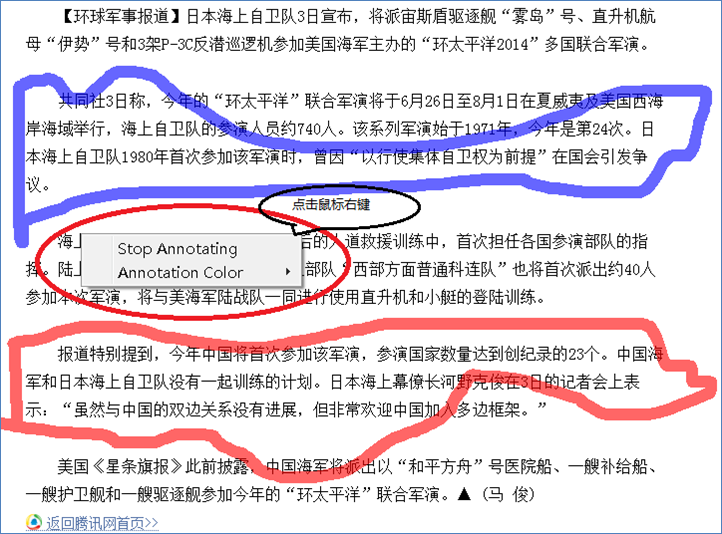 【环球军事报道】日本海上自卫队3日宣布，将派宙斯盾驱逐舰“雾岛”号、直升机航
母“伊势”号和3架P-3C反潜巡逻机参加美国海军主办的“环太平洋2014”多国联合军演。
共同社3日称，今年的“环太平洋”联合军演将于6月26日至8月1日在夏威夷及美国西海
岸海域举行，海上自卫队的参演人员约740人。该系列军演始于1971年，今年是第24次。日
本海上自卫队1980年首次参加该军演时，曾因“以行使集体自卫权为前提”在国会引发争
议。
点击鼠标右键
海上
后的人道救援训练中，首次担任各国参演部队的指
Stop Annotating
挥。陆上
部队“西部方面普通科连队”也将首次派出约40人
Annotation Color
参加本次军演，将与美海军陆战队一同进行使用直升机和小艇的登陆训练。
报道特别提到，今年中国将首次参加该军演，参演国家数量达到创纪录的23个。中国海
军和日本海上自卫队没有一起训练的计划。日本海上幕僚长河野克俊在3日的记者会上表
示：“虽然与中国的双边关系没有进展，但非常欢迎中国加入多边框架。”
美国《星条旗报》此前披露，中国海军将派出以“和平方舟”号医院船、一艘补给船、
一艘护卫舰和一艘驱逐舰参加今年的“环太平洋”联合军演。▲（马 俊）
返回腾讯网首页>>